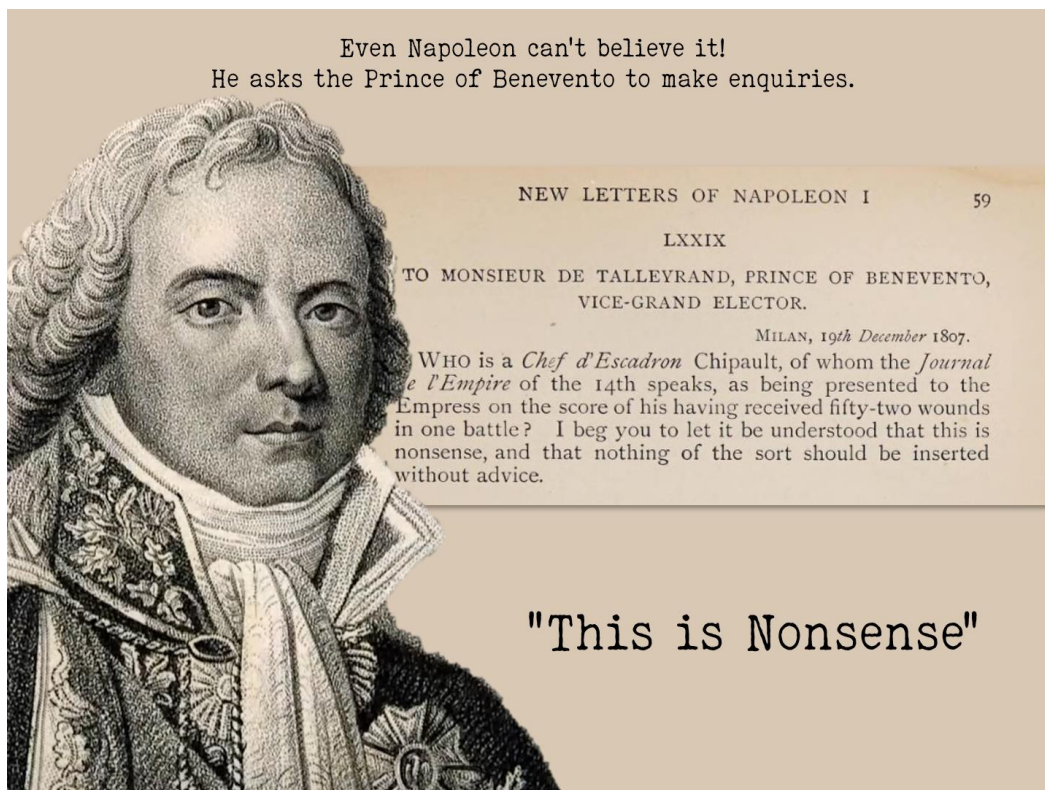 Even Napoleon can't believe it!
He asks the Prince of Benevento to make enquiries.
NEW LETTERS OF NAPOLEON I 59
LXXIX
TO MONSIEUR DE TALLEYRAND, PRINCE OF BENEVENTO,
VICE-GRAND ELECTOR.
MILAN, 19th December 1807.
WHO is a Chef d'Escadron Chipault, of whom the Journal
e l'Empire of the 14th speaks, as being presented to the
Empress on the score of his having received fifty-two wounds
in one battle? I beg you to let it be understood that this is
nonsense, and that nothing of the sort should be inserted
without advice.
"This is Nonsense"